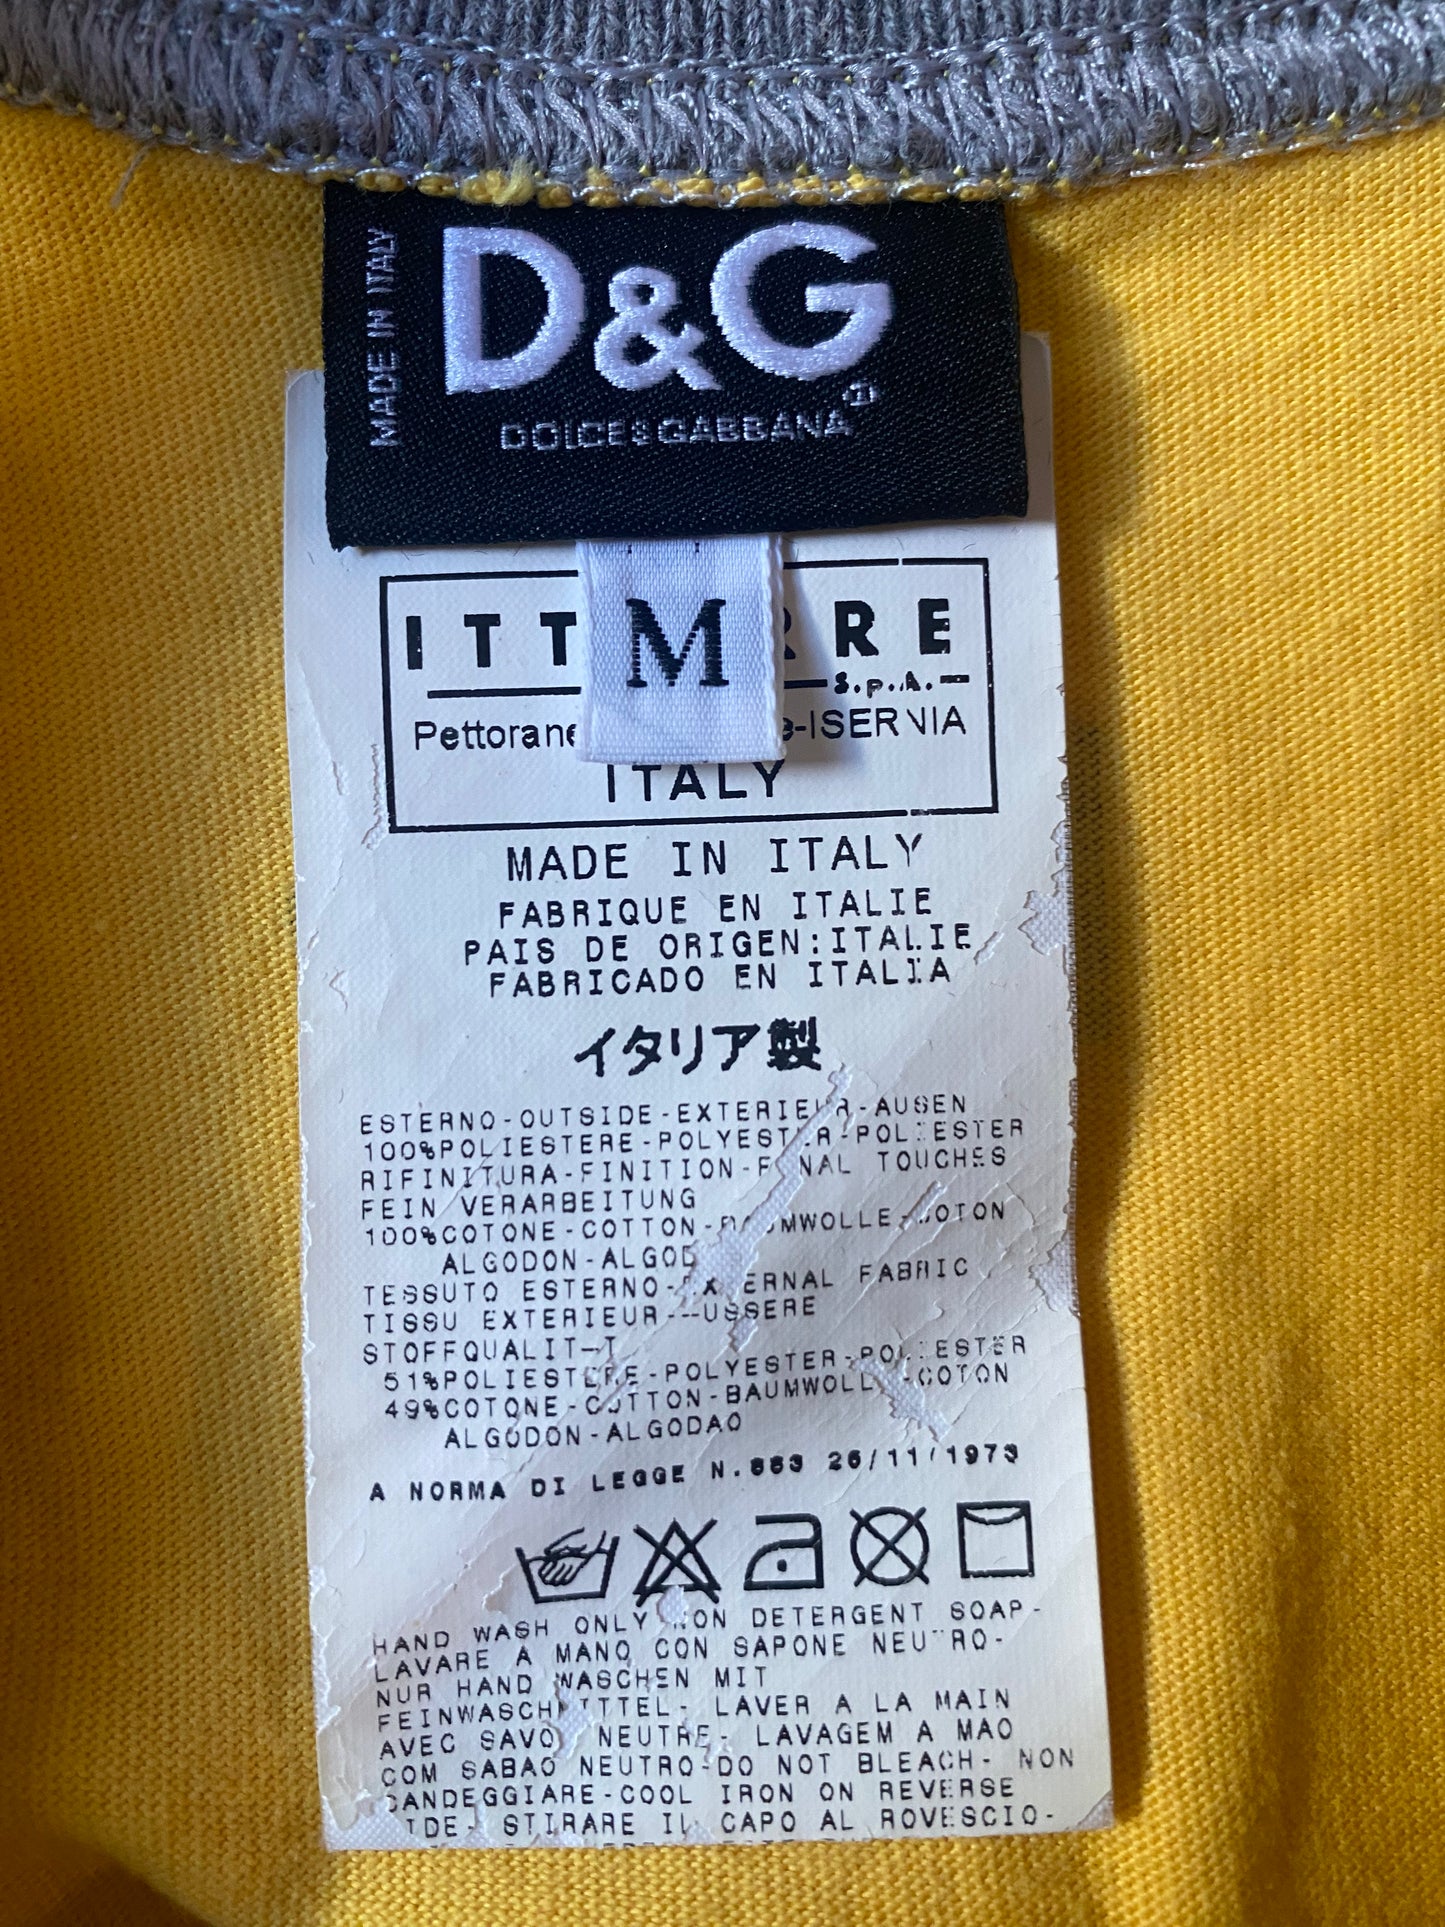 MADE IN ITALY
D&G
DOLCE&GABBANA
M
S.p.A.
ISERNIA
ITALY
MADE IN ITALY
FABRIQUE EN ITALIE
PAIS DE ORIGEN:ITALIE
FABRICADO EN ITALIA
イタリア製
ESTERNO-OUTSIDE-EXTERIEUR-AUSEN
100%POLIESTERE-POLYESTER-POLIESTER
RIFINITURA-FINITION-FINAL TOUCHES
FEIN VERARBEITUNG
100%COTONE-COTTON-BAUMWOLLE-COTON
ALGODON-
TESSUTO ESTERNO-EXTERNAL FABRIC
TISSU EXTERIEUR---USSERE
STOFFQUALIT-T
51%POLIESTERE-POLYESTER-POLIESTER
49%COTONE-COTTON-BAUMWOLLE-COTON
ALGODON-ALGODAO
A NORMA DI LEGGE N.883 26/11/1973
HAND WASH ONLY NON DETERGENT SOAP-
LAVARE A MANO CON SAPONE NEUTRO-
NUR HAND WASCHEN MIT
FEINWASCHMITTEL- LAVER A LA MAIN
AVEC SAVON NEUTRE- LAVAGEM A MAO
COM SABAO NEUTRO-DO NOT BLEACH- NON
CANDEGGIARE-COOL IRON ON REVERSE
STIRARE IL CAPO AL ROVESCIO-